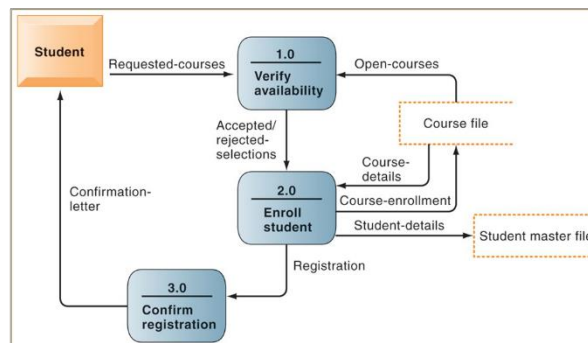 Student
Requested-courses
1.0
Verify
availability
Open-courses
Course file
Accepted/
rejected-
selections
Course-
details
2.0
Enroll
student
Course-enrollment
Student-details
Student master file
Confirmation-
letter
Registration
3.0
Confirm
registration